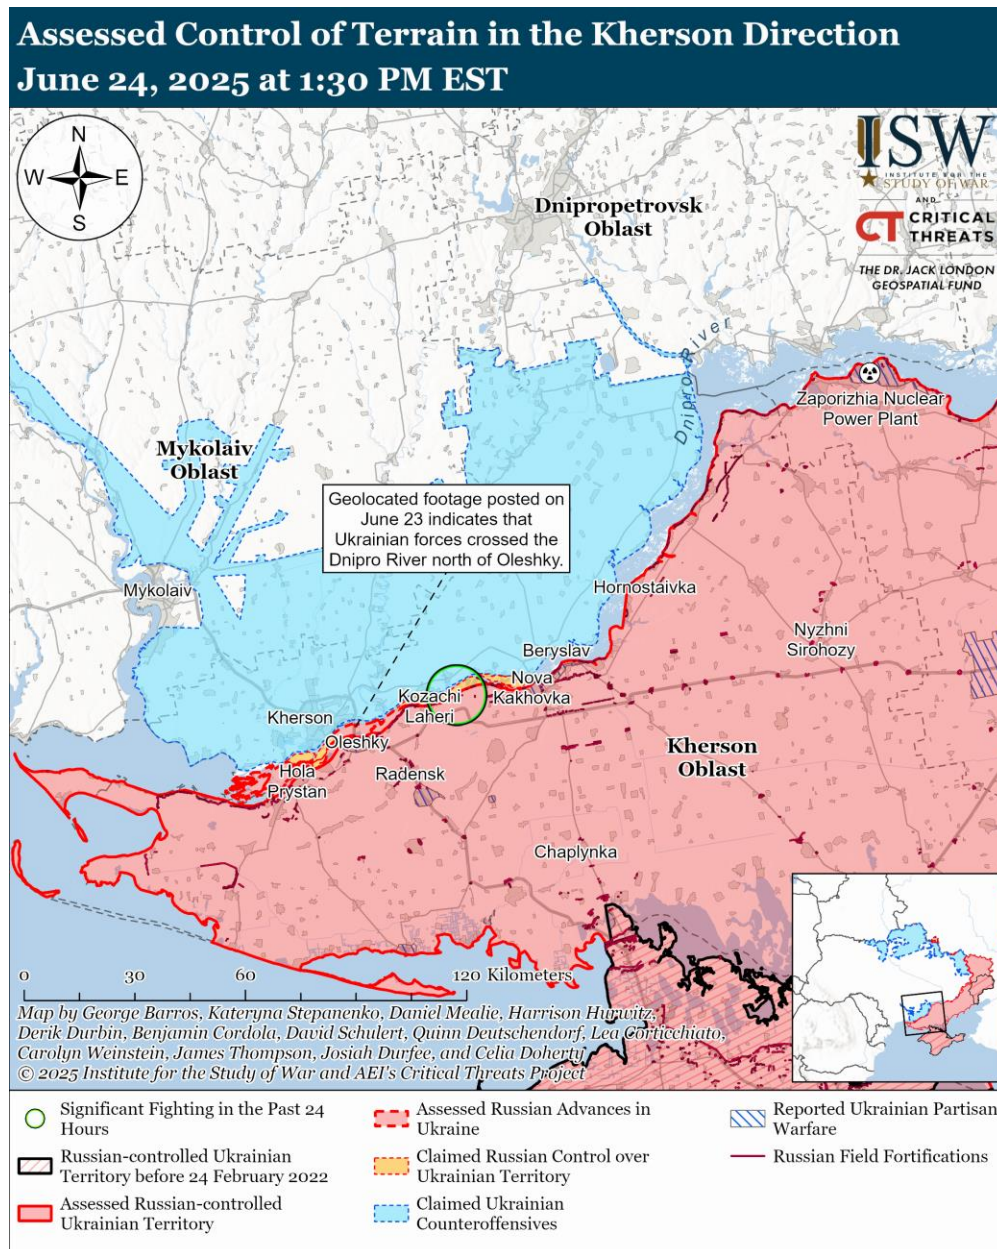 Assessed Control of Terrain in the Kherson Direction
June 24, 2025 at 1:30 PM EST
N
W
E
S
ISW
INSTITUTE FOR THE
STUDY OF WAR
AND
CT CRITICAL
THREATS
THE DR. JACK LONDON
GEOSPATIAL FUND
Dnipropetrovsk
Oblast
Dnipro River
Zaporizhia Nuclear
Power Plant
Mykolaiv
Oblast
Geolocated footage posted on
June 23 indicates that
Ukrainian forces crossed the
Dnipro River north of Oleshky.
Mykolaiv
Hornostaivka
Nyzhni
Sirohozy
Beryslav
Nova
Kakhovka
Kozachi
Laheri
Kherson
Oleshky
Kherson
Oblast
Hola
Prystan
Radensk
Chaplynka
0 30 60 120 Kilometers
Map by George Barros, Kateryna Stepanenko, Daniel Mealie, Harrison Hurwitz,
Derik Durbin, Benjamin Cordola, David Schulert, Quinn Deutschendorf, Lea Corticchiato,
Carolyn Weinstein, James Thompson, Josiah Durfee, and Celia Doherty
© 2025 Institute for the Study of War and AEI's Critical Threats Project
Significant Fighting in the Past 24
Hours
Russian-controlled Ukrainian
Territory before 24 February 2022
Assessed Russian-controlled
Ukrainian Territory
Assessed Russian Advances in
Ukraine
Claimed Russian Control over
Ukrainian Territory
Claimed Ukrainian
Counteroffensives
Reported Ukrainian Partisan
Warfare
Russian Field Fortifications